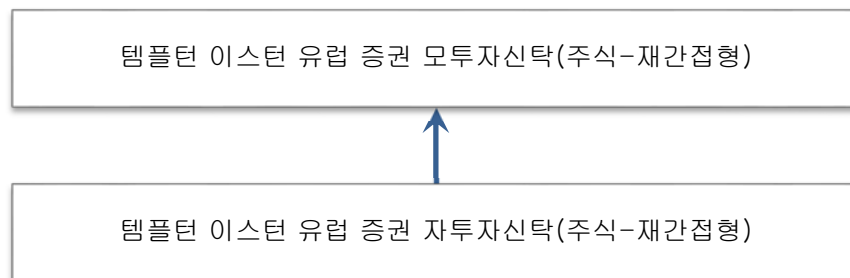 템플턴 이스턴 유럽 증권 모투자신탁(주식-재간접형)
템플턴 이스턴 유럽 증권 자투자신탁(주식-재간접형)